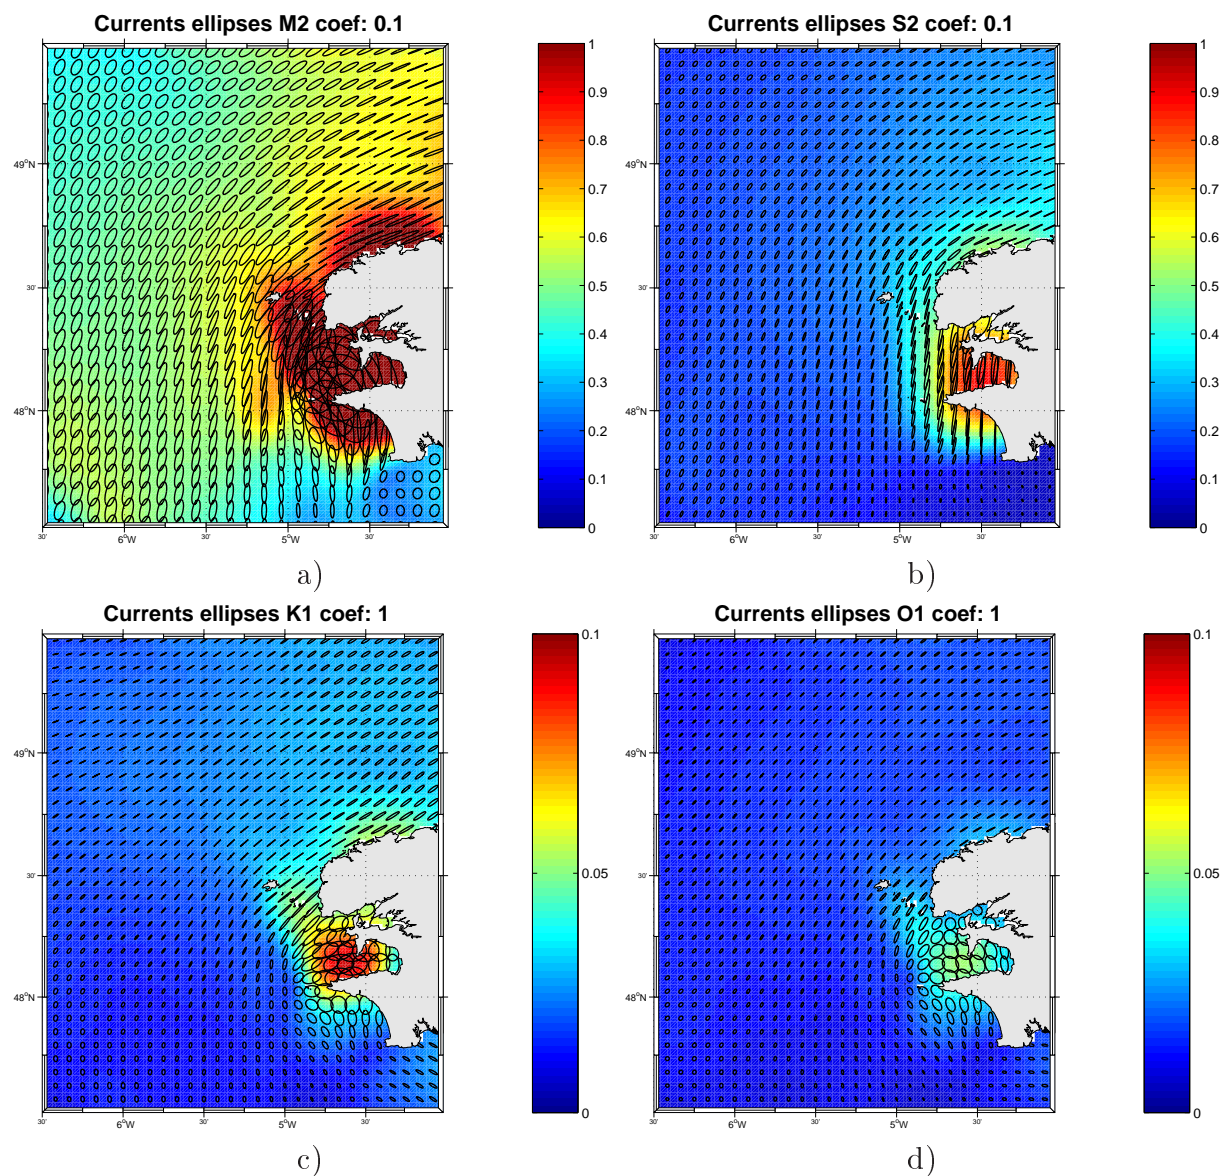 Currents ellipses M2 coef: 0.1
1
0.9
0.8
0.7
0.6
0.5
0.4
0.3
0.2
0.1
0
49°N
30'
48°N
30'
6°W
30'
5°W
30'
a)
Currents ellipses S2 coef: 0.1
1
0.9
0.8
0.7
0.6
0.5
0.4
0.3
0.2
0.1
0
49°N
30'
48°N
30'
6°W
30'
5°W
30'
b)
Currents ellipses K1 coef: 1
0.1
0.05
0
49°N
30'
48°N
30'
6°W
30'
5°W
30'
c)
Currents ellipses O1 coef: 1
0.1
0.05
0
49°N
30'
48°N
30'
6°W
30'
5°W
30'
d)